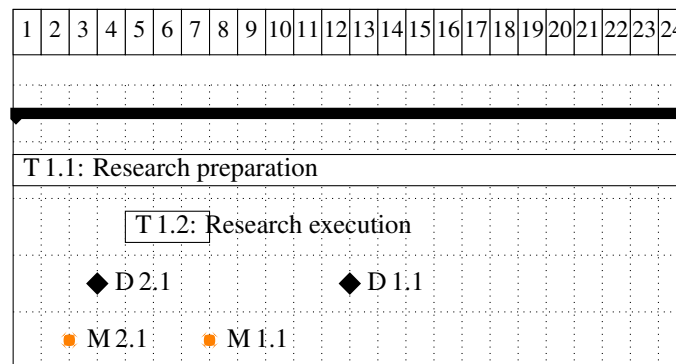 1 2 3 4 5 6 7 8 9 10 11 12 13 14 15 16 17 18 19 20 21 22 23 24
T 1.1: Research preparation
T 1.2: Research execution
D 2.1 D 1.1
M 2.1 M 1.1